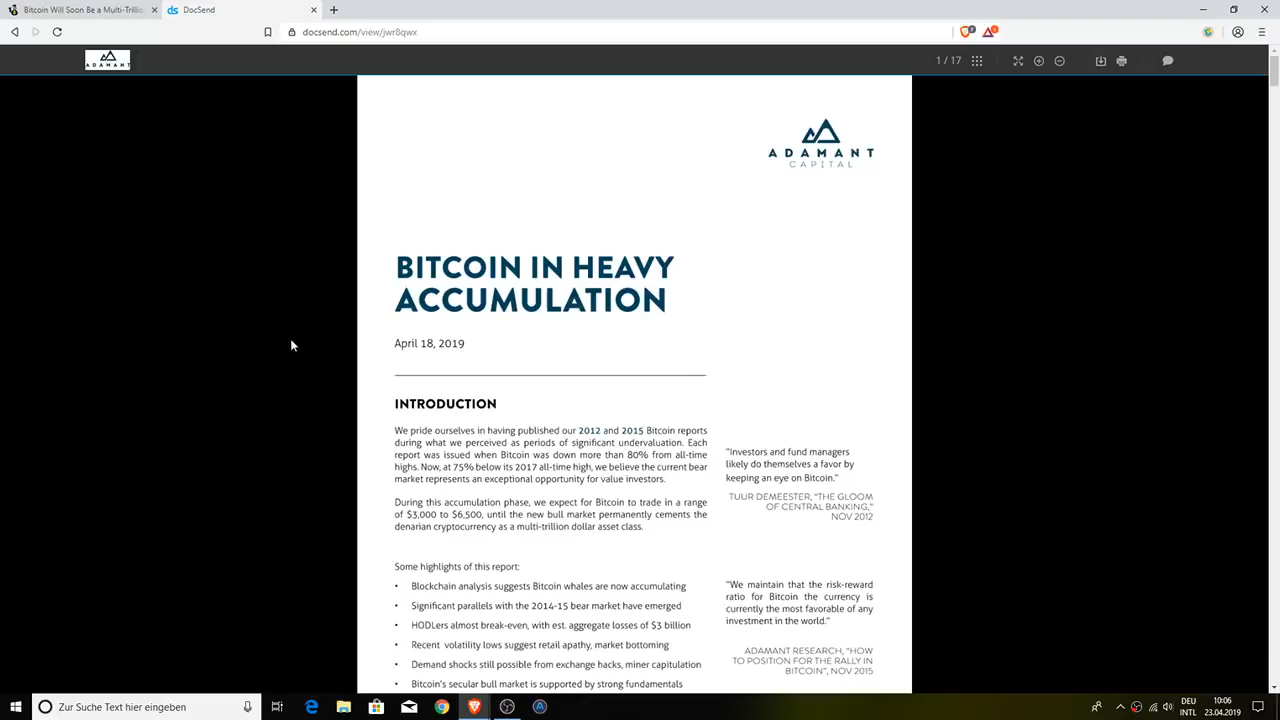 Bitcoin Will Soon Be a Multi-Trillio
DocSend
docsend.com/view/jwr8qwx
ADAMANT
1 / 17
ADAMANT
CAPITAL
BITCOIN IN HEAVY
ACCUMULATION
April 18, 2019
INTRODUCTION
We pride ourselves in having published our 2012 and 2015 Bitcoin reports
during what we perceived as periods of significant undervaluation. Each
report was issued when Bitcoin was down more than 80% from all-time
highs. Now, at 75% below its 2017 all-time high, we believe the current bear
market represents an exceptional opportunity for value investors.
During this accumulation phase, we expect for Bitcoin to trade in a range
of $3,000 to $6,500, until the new bull market permanently cements the
denarian cryptocurrency as a multi-trillion dollar asset class.
"Investors and fund managers
likely do themselves a favor by
keeping an eye on Bitcoin."
TUUR DEMEESTER, "THE GLOOM
OF CENTRAL BANKING,"
NOV 2012
Some highlights of this report:
• Blockchain analysis suggests Bitcoin whales are now accumulating
• Significant parallels with the 2014-15 bear market have emerged
• HODLers almost break-even, with est. aggregate losses of $3 billion
• Recent volatility lows suggest retail apathy, market bottoming
• Demand shocks still possible from exchange hacks, miner capitulation
• Bitcoin's secular bull market is supported by strong fundamentals
"We maintain that the risk-reward
ratio for Bitcoin the currency is
currently the most favorable of any
investment in the world."
ADAMANT RESEARCH, "HOW
TO POSITION FOR THE RALLY IN
BITCOIN", NOV 2015
Zur Suche Text hier eingeben
DEU
INTL
10:06
23.04.2019